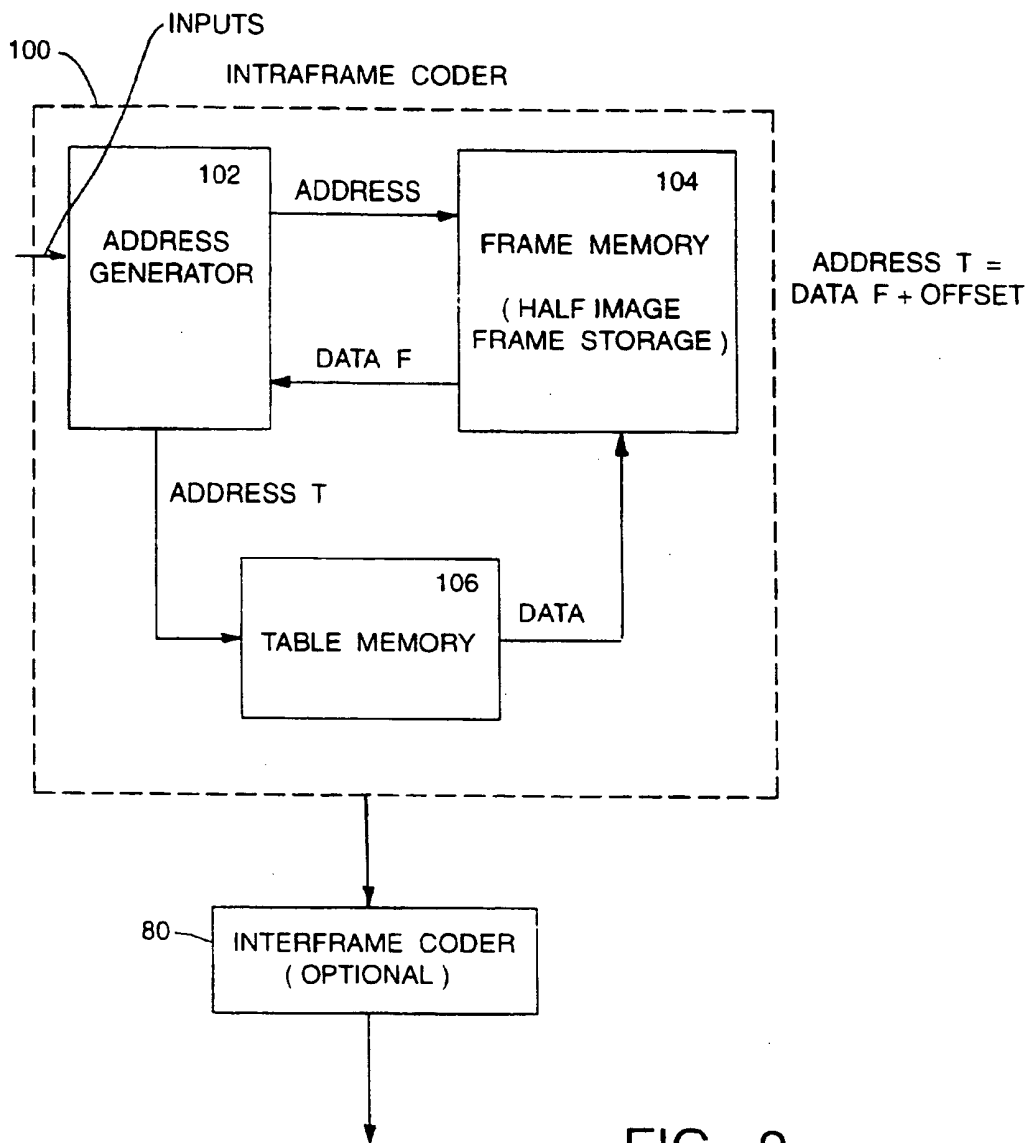 INPUTS
100
INTRAFRAME CODER
102
ADDRESS
GENERATOR
ADDRESS
104
FRAME MEMORY
( HALF IMAGE
FRAME STORAGE )
ADDRESS T =
DATA F + OFFSET
DATA F
ADDRESS T
106
TABLE MEMORY
DATA
80
INTERFRAME CODER
( OPTIONAL )
FIG.